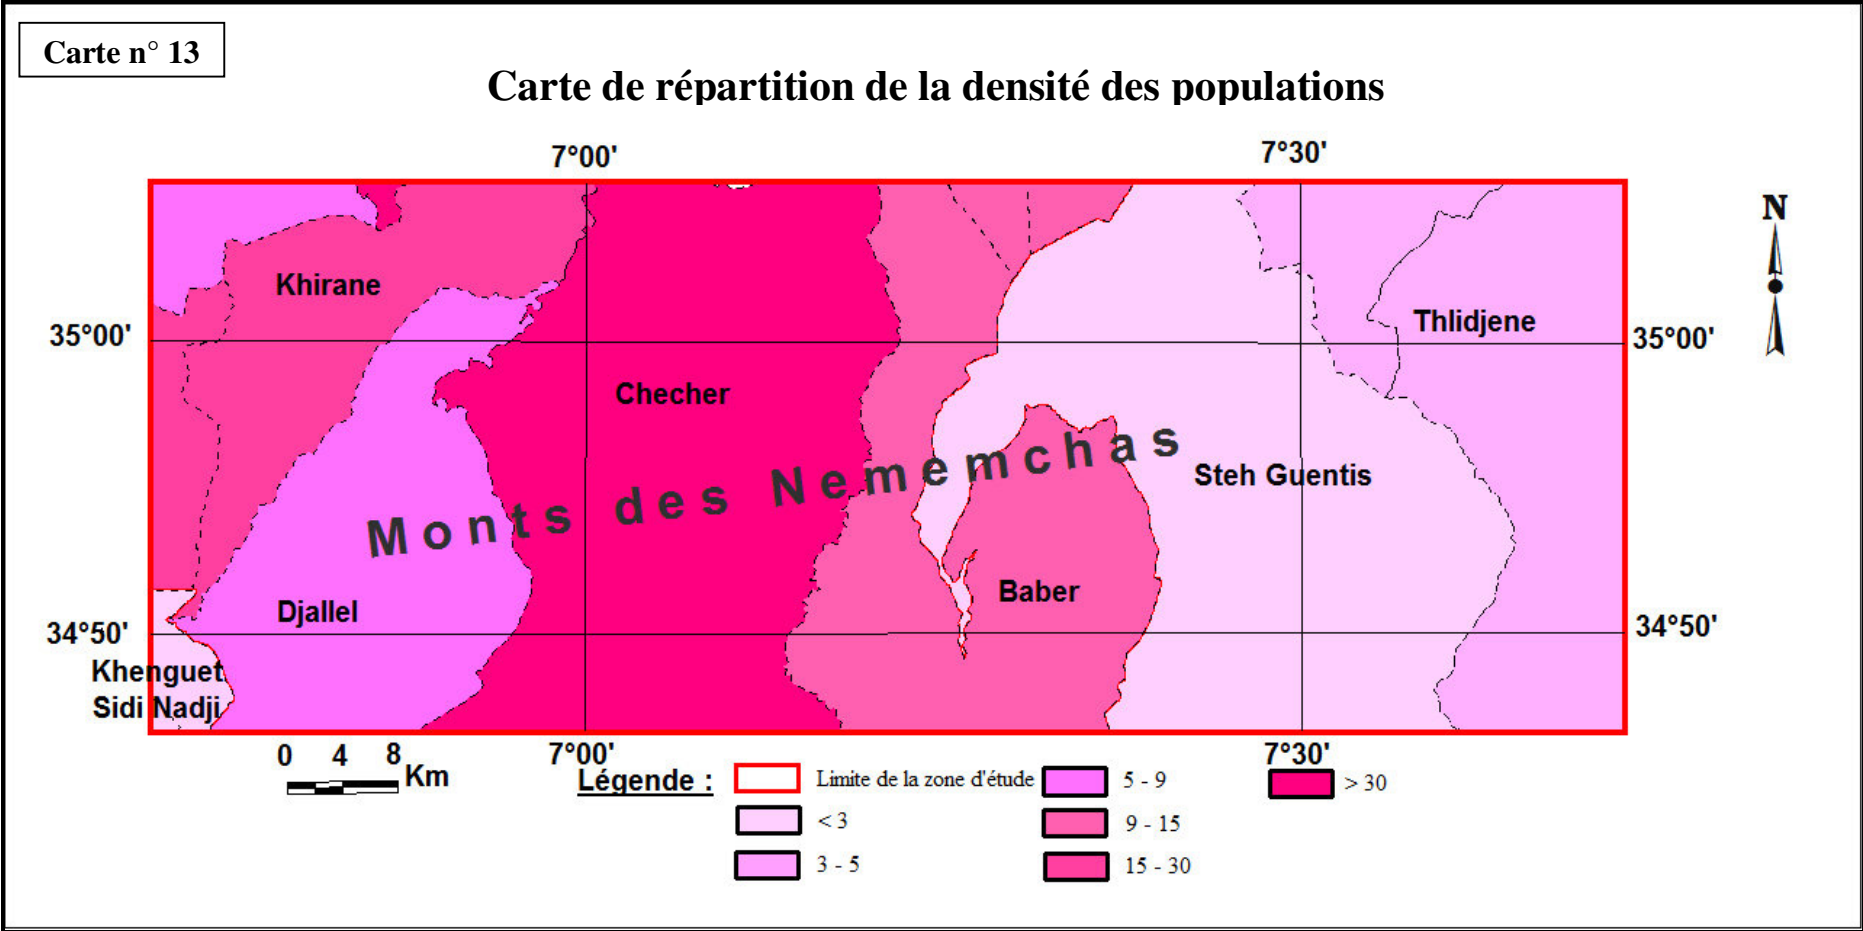 Carte n° 13
Carte de répartition de la densité des populations
7°00'
7°30'
N
Khirane
Thlidjene
35°00'
35°00'
Checher
Monts des Nememchas
Steh Guentis
Baber
Djallel
34°50'
34°50'
Khenguet
Sidi Nadji
0 4 8
Km
7°00'
7°30'
Légende :
Limite de la zone d'étude
< 3
3 - 5
5 - 9
9 - 15
15 - 30
> 30